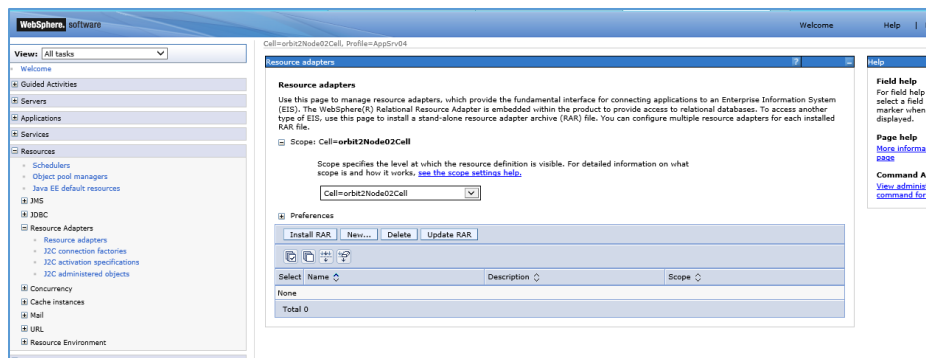 WebSphere. software
Welcome
Help
View: All tasks
Welcome
Guided Activities
Servers
Applications
Services
Resources
Schedulers
Object pool managers
Java EE default resources
JMS
JDBC
Resource Adapters
Resource adapters
J2C connection factories
J2C activation specifications
J2C administered objects
Concurrency
Cache instances
Mail
URL
Resource Environment
Cell=orbit2Node02Cell, Profile=AppSrv04
Resource adapters
?
Resource adapters
Use this page to manage resource adapters, which provide the fundamental interface for connecting applications to an Enterprise Information System
(EIS). The WebSphere(R) Relational Resource Adapter is embedded within the product to provide access to relational databases. To access another
type of EIS, use this page to install a stand-alone resource adapter archive (RAR) file. You can configure multiple resource adapters for each installed
RAR file.
Scope: Cell=orbit2Node02Cell
Scope specifies the level at which the resource definition is visible. For detailed information on what
scope is and how it works, see the scope settings help.
Cell=orbit2Node02Cell
Preferences
Install RAR New... Delete Update RAR
Select Name Description Scope
None
Total 0
Help
Field help
For field help
select a field
marker when
displayed.
Page help
More informa
page
Command A
View adminis
command for